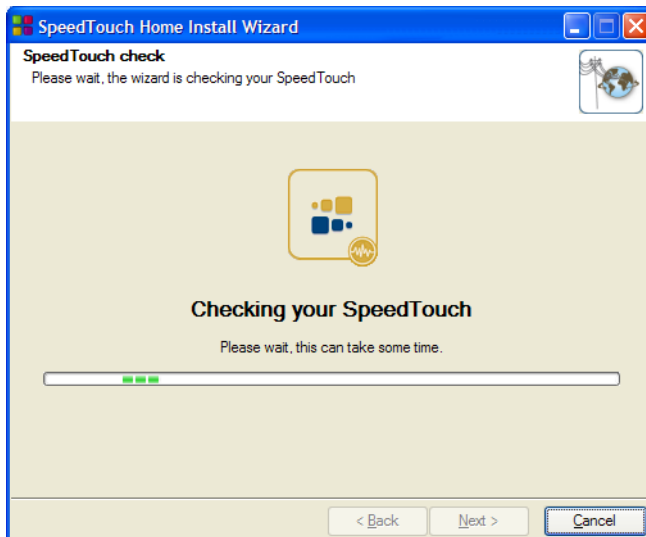 SpeedTouch Home Install Wizard
SpeedTouch check
Please wait, the wizard is checking your SpeedTouch
Checking your SpeedTouch
Please wait, this can take some time.
< Back Next > Cancel